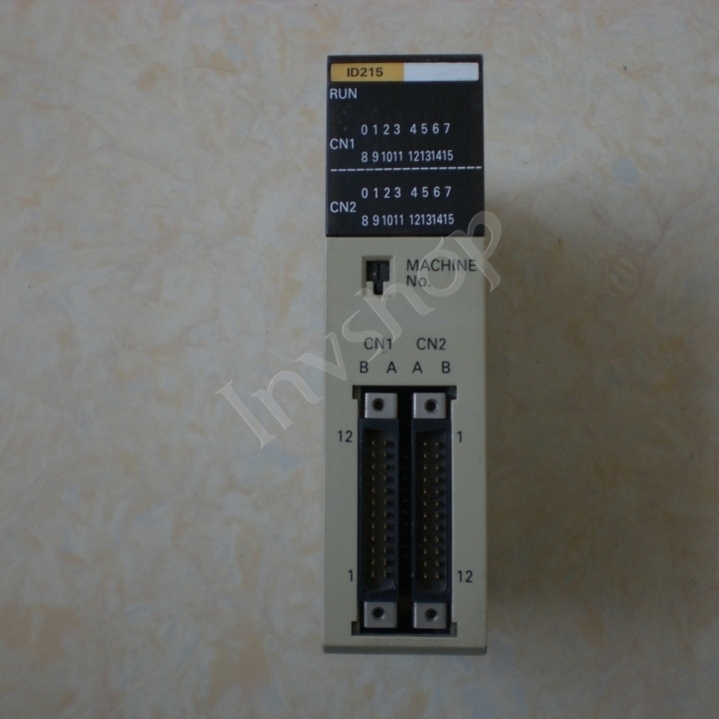 ID215
RUN
0 1 2 3 4 5 6 7
CN1
8 9 10 11 12 13 14 15
0 1 2 3 4 5 6 7
CN2
8 9 10 11 12 13 14 15
MACHINE
No.
CN1 CN2
B A A B
12 1
1 12
Invshop